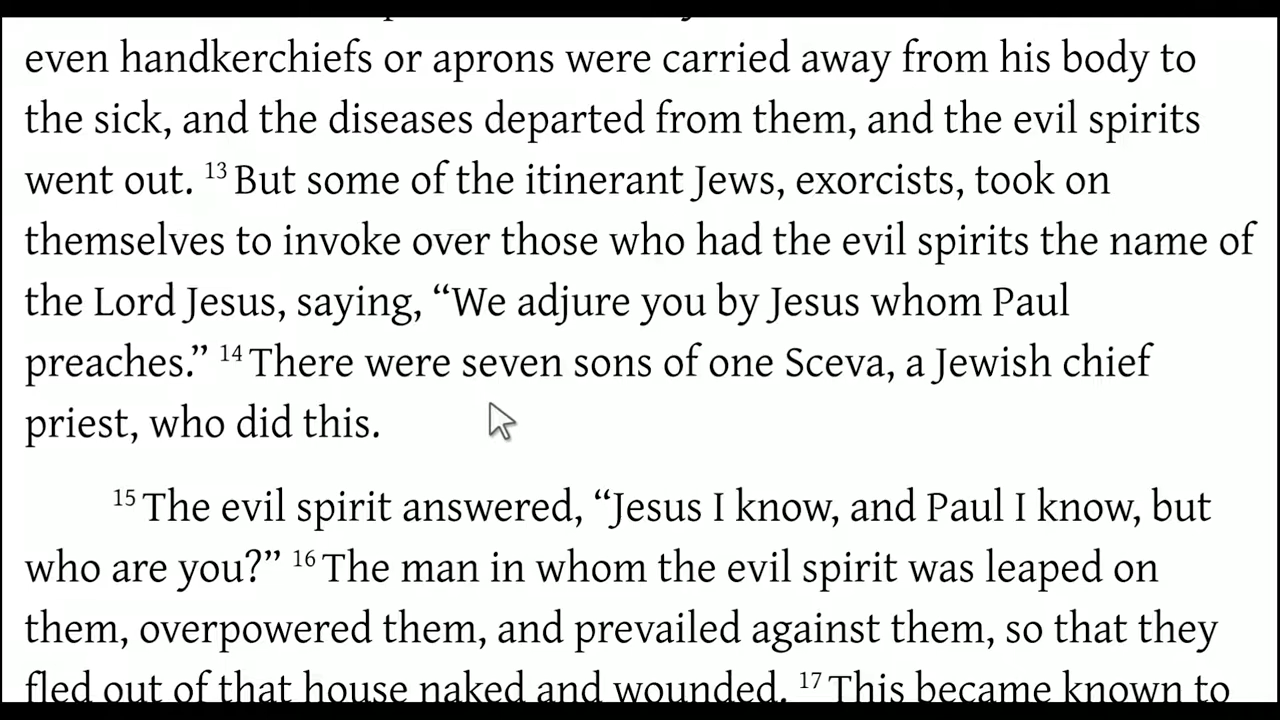 even handkerchiefs or aprons were carried away from his body to
the sick, and the diseases departed from them, and the evil spirits
went out. 13 But some of the itinerant Jews, exorcists, took on
themselves to invoke over those who had the evil spirits the name of
the Lord Jesus, saying, “We adjure you by Jesus whom Paul
preaches.” 14 There were seven sons of one Sceva, a Jewish chief
priest, who did this.
15 The evil spirit answered, “Jesus I know, and Paul I know, but
who are you?” 16 The man in whom the evil spirit was leaped on
them, overpowered them, and prevailed against them, so that they
fled out of that house naked and wounded. 17 This became known to